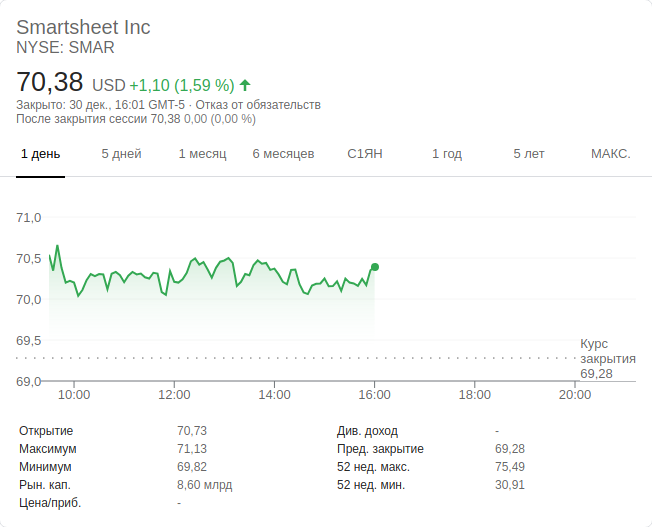 Smartsheet Inc
NYSE: SMAR
70,38 USD +1,10 (1,59 %)
Закрыто: 30 дек., 16:01 GMT-5 · Отказ от обязательств
После закрытия сессии 70,38 0,00 (0,00 %)
1 день 5 дней 1 месяц 6 месяцев С1ЯН 1 год 5 лет МАКС.
71,0
70,5
70,0
69,5
Курс
закрытия
69,28
69,0
10:00 12:00 14:00 16:00 18:00 20:00
Открытие 70,73 Див. доход -
Максимум 71,13 Пред. закрытие 69,28
Минимум 69,82 52 нед. макс. 75,49
Рын. кап. 8,60 млрд 52 нед. мин. 30,91
Цена/приб. -